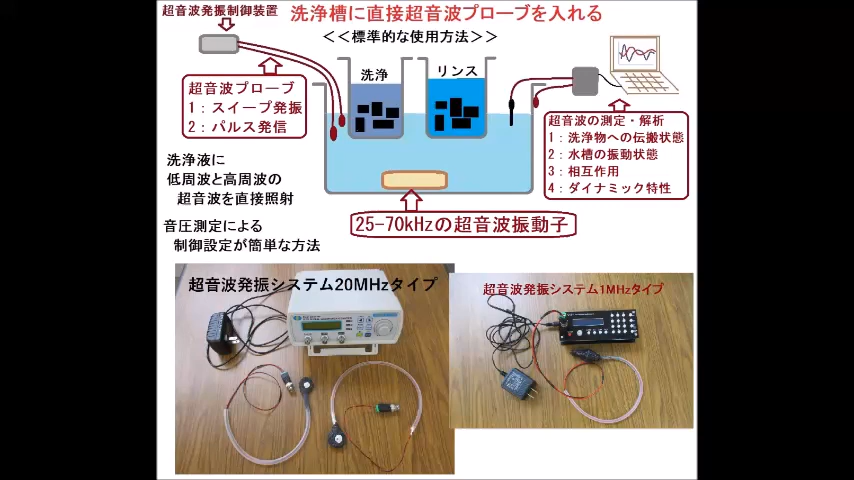 超音波発振制御装置
洗浄槽に直接超音波プローブを入れる
＜＜標準的な使用方法＞＞
洗浄
リンス
超音波プローブ
1：スイープ発振
2：パルス発信
超音波の測定・解析
1：洗浄物への伝搬状態
2：水槽の振動状態
3：相互作用
4：ダイナミック特性
洗浄液に
低周波と高周波の
超音波を直接照射
25-70kHzの超音波振動子
音圧測定による
制御設定が簡単な方法
超音波発振システム20MHzタイプ
超音波発振システム1MHzタイプ